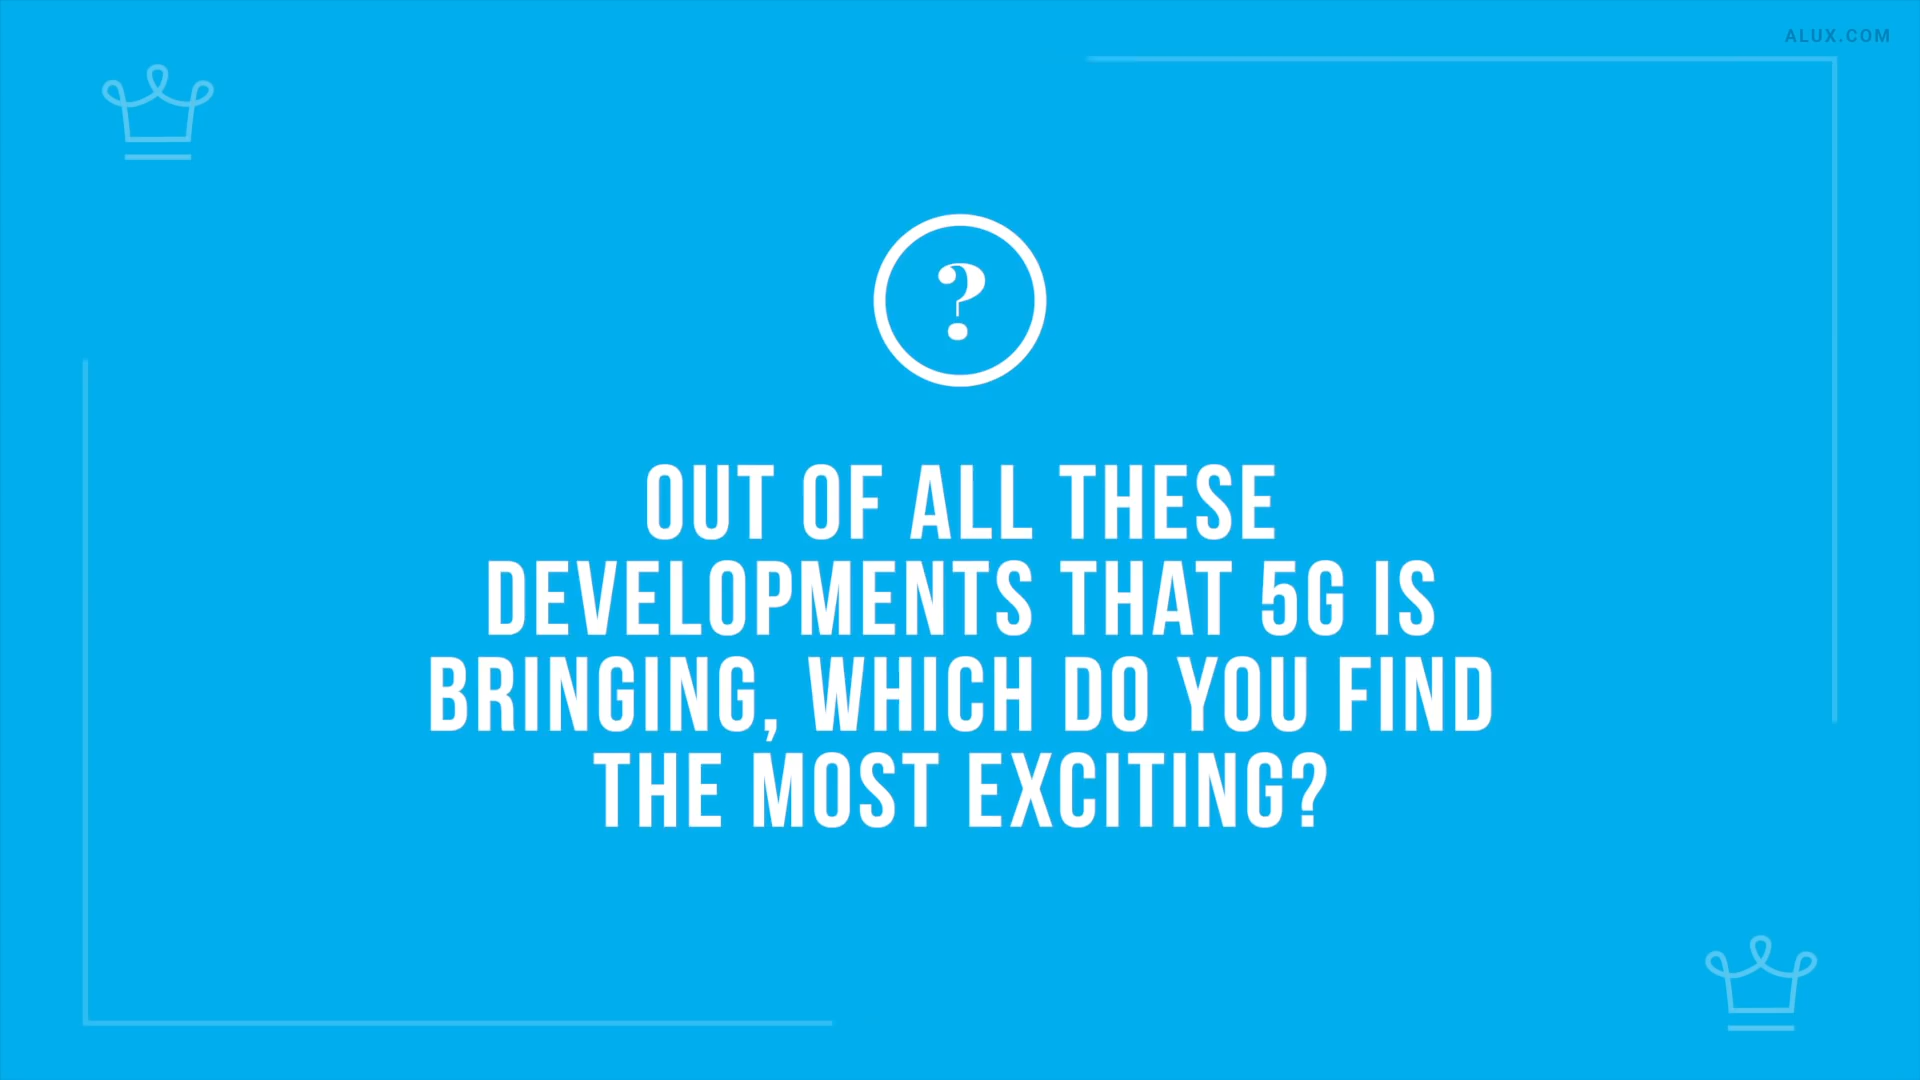 ALUX.COM
?
OUT OF ALL THESE
DEVELOPMENTS THAT 5G IS
BRINGING, WHICH DO YOU FIND
THE MOST EXCITING?